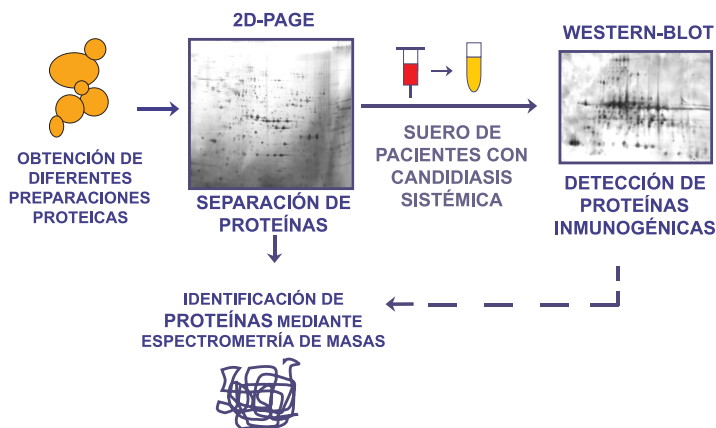 2D-PAGE
WESTERN-BLOT
OBTENCIÓN DE
DIFERENTES
PREPARACIONES
PROTEICAS
SEPARACIÓN DE
PROTEÍNAS
SUERO DE
PACIENTES CON
CANDIDIASIS
SISTÉMICA
DETECCIÓN DE
PROTEÍNAS
INMUNOGÉNICAS
IDENTIFICACIÓN DE
PROTEÍNAS MEDIANTE
ESPECTROMETRÍA DE MASAS